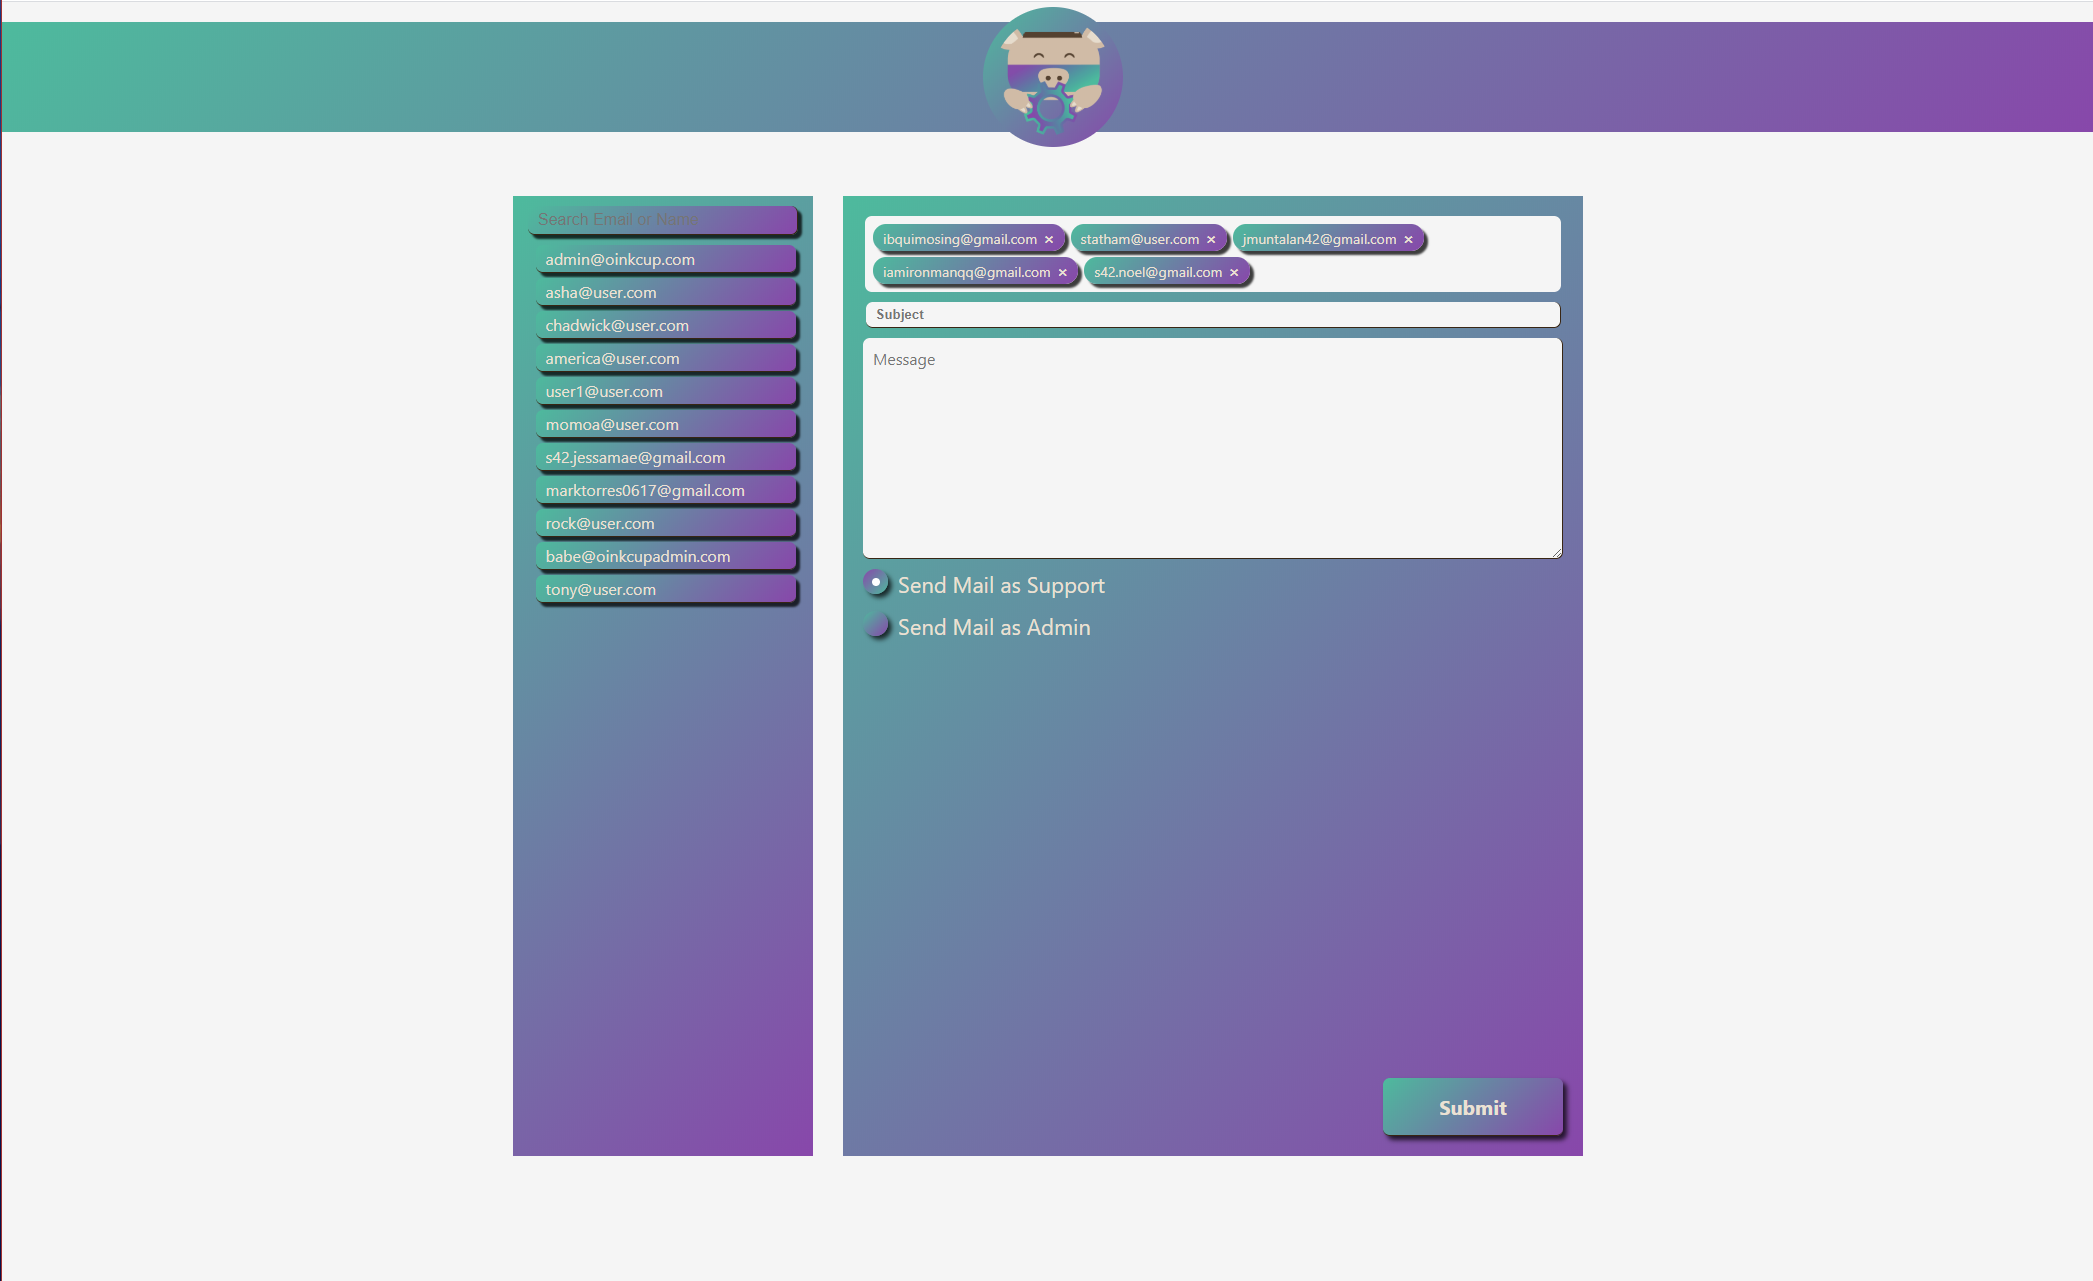 Search Email or Name
admin@oinkcup.com
asha@user.com
chadwick@user.com
america@user.com
user1@user.com
momoa@user.com
s42.jessamae@gmail.com
marktorres0617@gmail.com
rock@user.com
babe@oinkcupadmin.com
tony@user.com
ibquimosing@gmail.com × statham@user.com × jmuntalan42@gmail.com ×
iamironmanqq@gmail.com × s42.noel@gmail.com ×
Subject
Message
Send Mail as Support
Send Mail as Admin
Submit